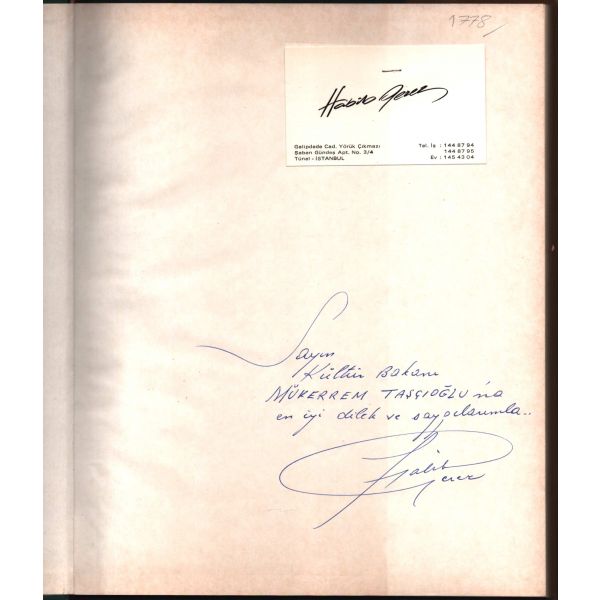 1778
Habib Gerez
Galipdede Cad. Yörük Çıkmazı
Şaban Gündeş Apt. No. 3/4
Tünel - İSTANBUL
Tel. İş : 144 87 94
144 87 95
Ev : 145 43 04
Sayın
Kültür Bakanı
MÜKERREM TAŞÇIOĞLU'na
en iyi dilek ve saygılarımla..
Habib
Gerez